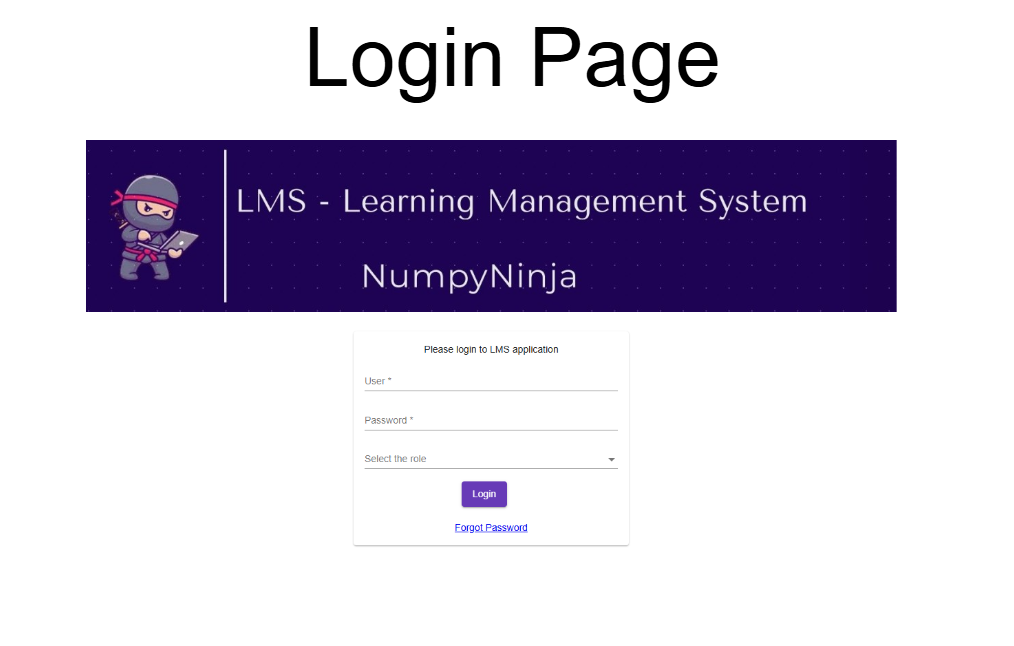 Login Page
LMS - Learning Management System
NumpyNinja
Please login to LMS application
User *
Password *
Select the role
Login
Forgot Password